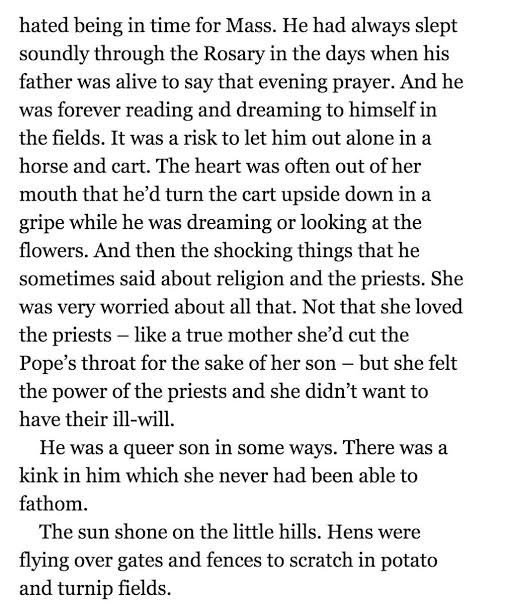 hated being in time for Mass. He had always slept
soundly through the Rosary in the days when his
father was alive to say that evening prayer. And he
was forever reading and dreaming to himself in
the fields. It was a risk to let him out alone in a
horse and cart. The heart was often out of her
mouth that he’d turn the cart upside down in a
gripe while he was dreaming or looking at the
flowers. And then the shocking things that he
sometimes said about religion and the priests. She
was very worried about all that. Not that she loved
the priests – like a true mother she’d cut the
Pope’s throat for the sake of her son – but she felt
the power of the priests and she didn’t want to
have their ill-will.
He was a queer son in some ways. There was a
kink in him which she never had been able to
fathom.
The sun shone on the little hills. Hens were
flying over gates and fences to scratch in potato
and turnip fields.